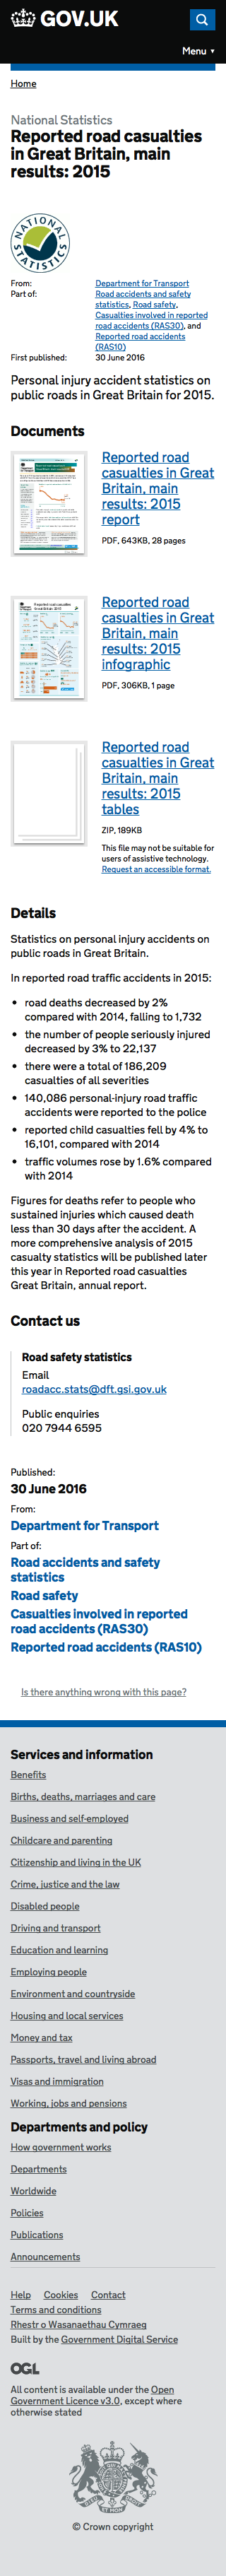 GOV.UK
Menu ▼
Home
National Statistics
Reported road casualties
in Great Britain, main
results: 2015
NATIONAL STATISTICS
From:
Department for Transport
Part of:
Road accidents and safety
statistics, Road safety,
Casualties involved in reported
road accidents (RAS30), and
Reported road accidents
(RAS10)
First published:
30 June 2016
Personal injury accident statistics on
public roads in Great Britain for 2015.
Documents
Reported road
casualties in Great
Britain, main
results: 2015
report
PDF, 643KB, 28 pages
Reported road
casualties in Great
Britain, main
results: 2015
infographic
PDF, 306KB, 1 page
Reported road
casualties in Great
Britain, main
results: 2015
tables
ZIP, 189KB
This file may not be suitable for
users of assistive technology.
Request an accessible format.
Details
Statistics on personal injury accidents on
public roads in Great Britain.
In reported road traffic accidents in 2015:
• road deaths decreased by 2%
compared with 2014, falling to 1,732
• the number of people seriously injured
decreased by 3% to 22,137
• there were a total of 186,209
casualties of all severities
• 140,086 personal-injury road traffic
accidents were reported to the police
• reported child casualties fell by 4% to
16,101, compared with 2014
• traffic volumes rose by 1.6% compared
with 2014
Figures for deaths refer to people who
sustained injuries which caused death
less than 30 days after the accident. A
more comprehensive analysis of 2015
casualty statistics will be published later
this year in Reported road casualties
Great Britain, annual report.
Contact us
Road safety statistics
Email
roadacc.stats@dft.gsi.gov.uk
Public enquiries
020 7944 6595
Published:
30 June 2016
From:
Department for Transport
Part of:
Road accidents and safety
statistics
Road safety
Casualties involved in reported
road accidents (RAS30)
Reported road accidents (RAS10)
Is there anything wrong with this page?
Services and information
Benefits
Births, deaths, marriages and care
Business and self-employed
Childcare and parenting
Citizenship and living in the UK
Crime, justice and the law
Disabled people
Driving and transport
Education and learning
Employing people
Environment and countryside
Housing and local services
Money and tax
Passports, travel and living abroad
Visas and immigration
Working, jobs and pensions
Departments and policy
How government works
Departments
Worldwide
Policies
Publications
Announcements
Help Cookies Contact
Terms and conditions
Rhestr o Wasanaethau Cymraeg
Built by the Government Digital Service
OGL
All content is available under the Open
Government Licence v3.0, except where
otherwise stated
© Crown copyright